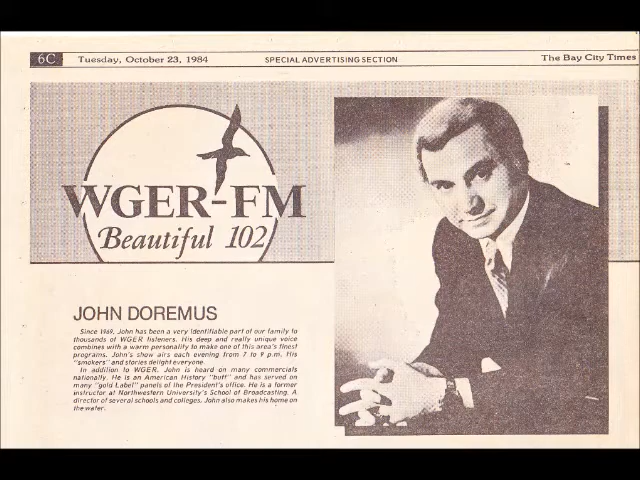 6C Tuesday, October 23, 1984 SPECIAL ADVERTISING SECTION The Bay City Times
WGER-FM
Beautiful 102
JOHN DOREMUS
Since 1969, John has been a very identifiable part of our family to
thousands of WGER listeners. His deep and really unique voice
combines with a warm personality to make one of this area's finest
programs. John's show airs each evening from 7 to 9 p.m. His
"smokers" and stories delight everyone.
In addition to WGER, John is heard on many commercials
nationally. He is an American History "buff" and has served on
many "gold Label" panels of the President's office. He is a former
instructor at Northwestern University's School of Broadcasting. A
director of several schools and colleges, John also makes his home on
the water.